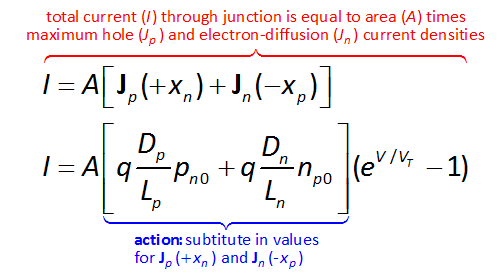 total current (I) through junction is equal to area (A) times
maximum hole (Jp) and electron-diffusion (Jn) current densities
I = A[Jp(+xn) + Jn(−xp)]
I = A[q Dp/Lp pn0 + q Dn/Ln np0](e^V/VT − 1)
action: subtitute in values
for Jp(+xn) and Jn(-xp)